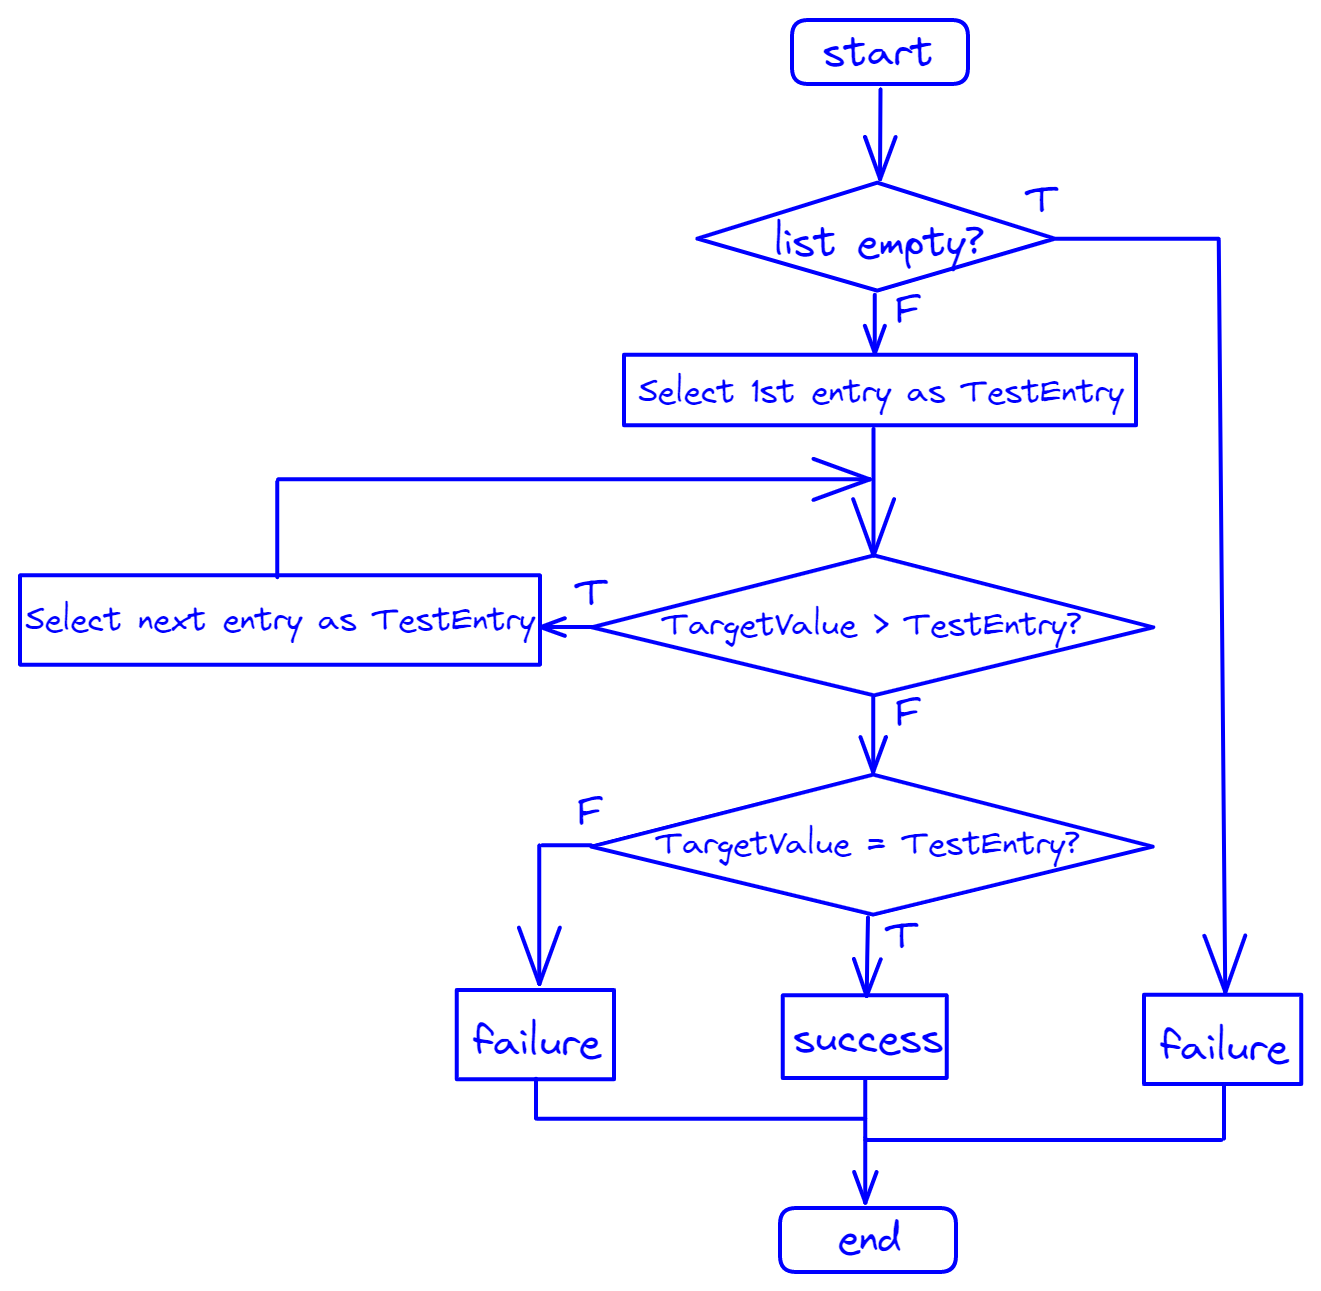 start
list empty?
T
F
Select 1st entry as TestEntry
Select next entry as TestEntry
T
TargetValue > TestEntry?
F
F
TargetValue = TestEntry?
T
failure
success
failure
end